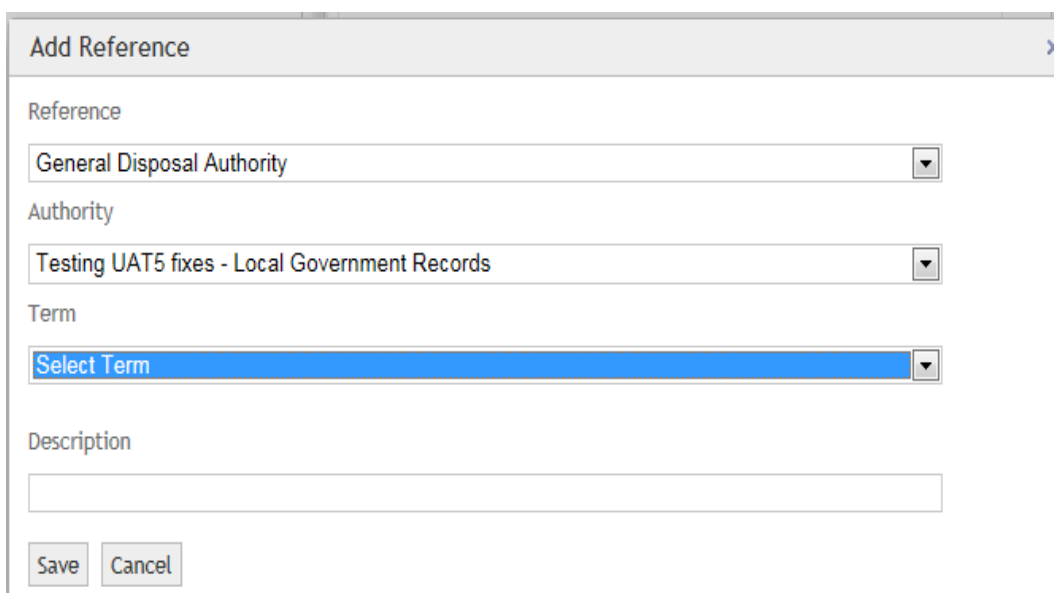 Add Reference
Reference
General Disposal Authority
Authority
Testing UAT5 fixes - Local Government Records
Term
Select Term
Description
Save Cancel